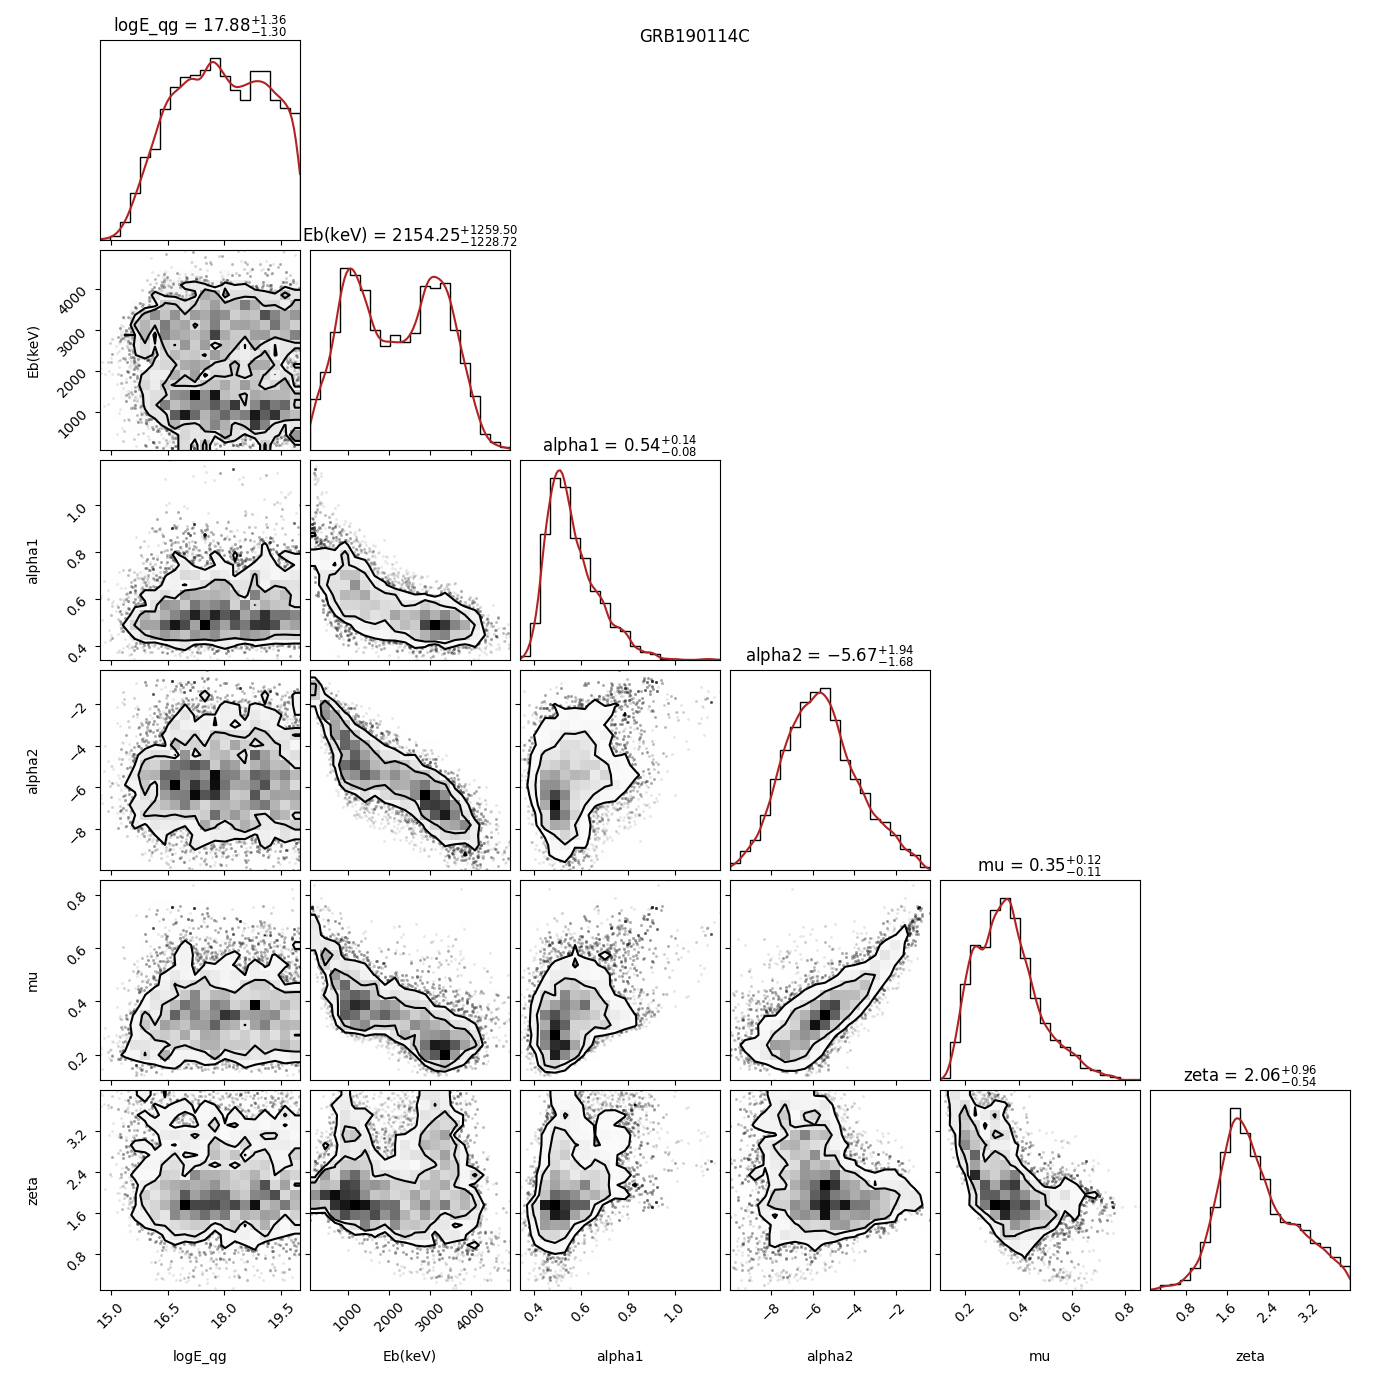 GRB190114C
logE_qg = 17.88 +1.36 −1.30
Eb(keV) = 2154.25 +1259.50 −1228.72
4000
3000
2000
1000
Eb(keV)
alpha1 = 0.54 +0.14 −0.08
1.0
0.8
0.6
0.4
alpha1
alpha2 = −5.67 +1.94 −1.68
−2
−4
−6
−8
alpha2
mu = 0.35 +0.12 −0.11
0.8
0.6
0.4
0.2
mu
zeta = 2.06 +0.96 −0.54
3.2
2.4
1.6
0.8
zeta
15.0 16.5 18.0 19.5 1000 2000 3000 4000 0.4 0.6 0.8 1.0 −8 −6 −4 −2 0.2 0.4 0.6 0.8 0.8 1.6 2.4 3.2
logE_qg Eb(keV) alpha1 alpha2 mu zeta